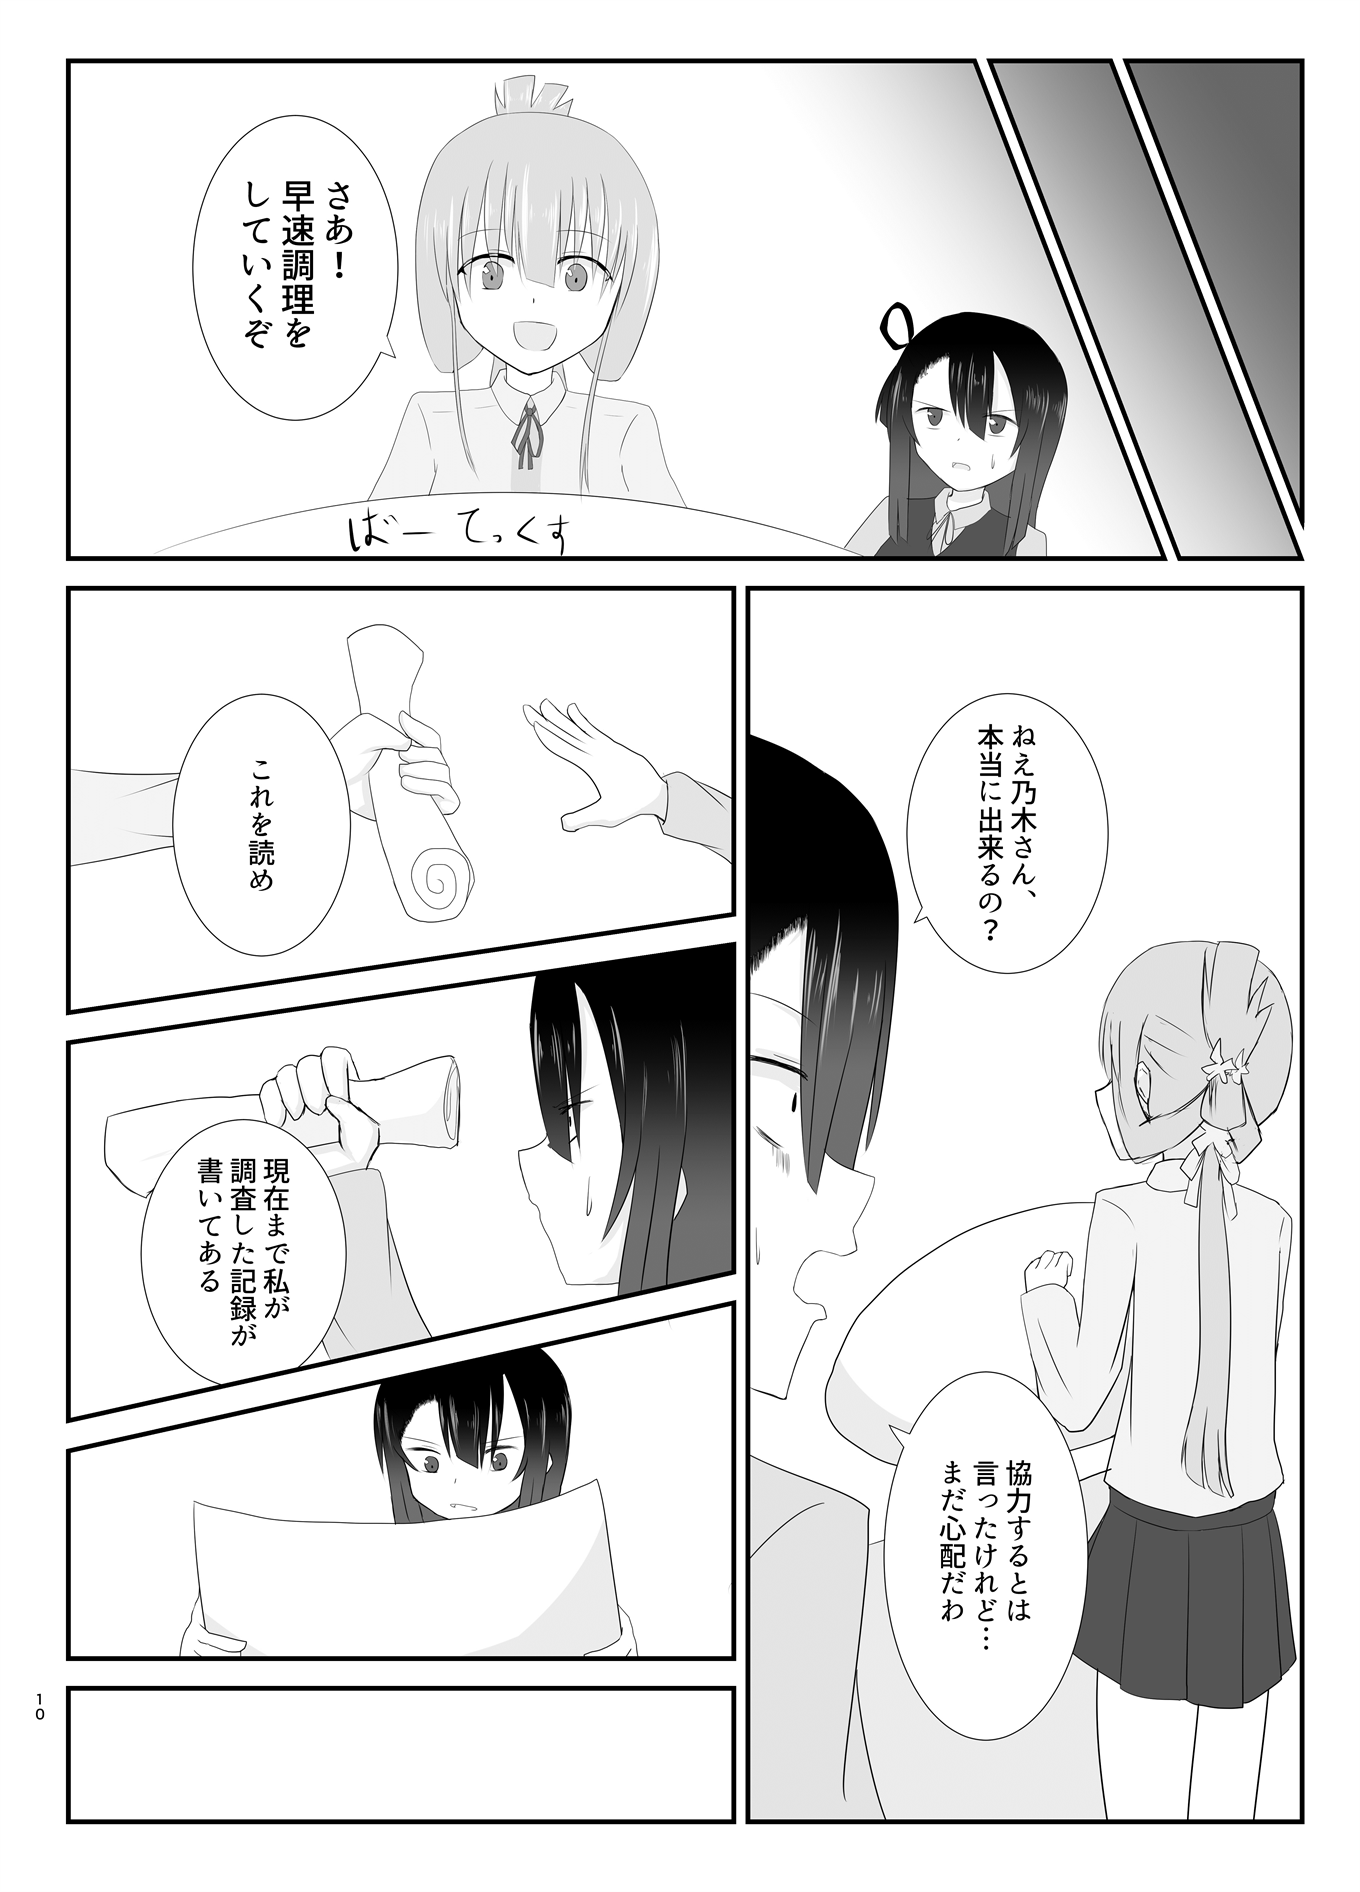 さあ！
早速調理を
していくぞ
ばーてっくす
ねえ乃木さん、
本当に出来るの？
協力するとは
言ったけれど…
まだ心配だわ
これを読め
現在まで私が
調査した記録が
書いてある
10